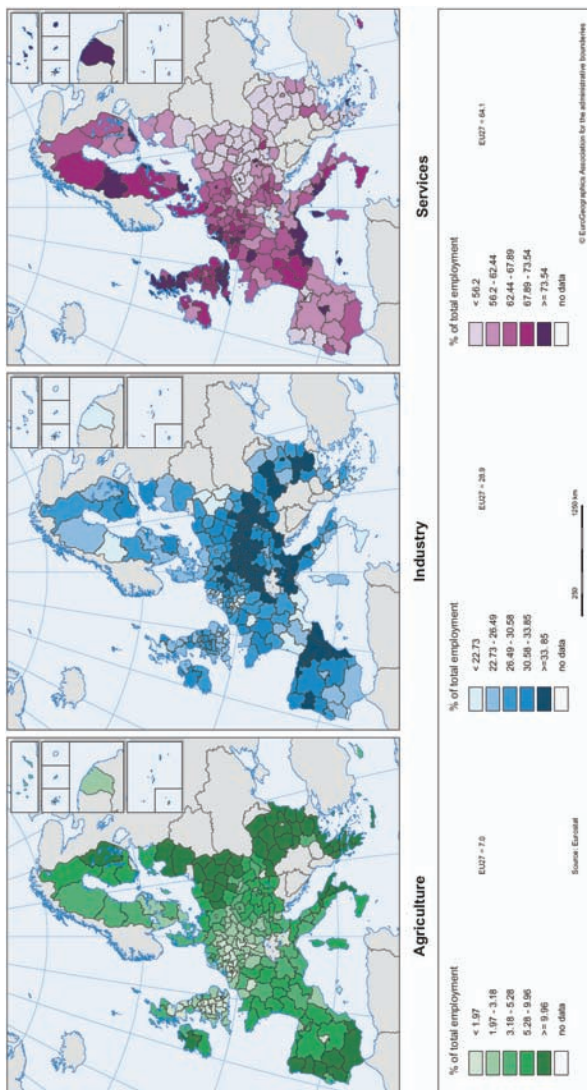 Agriculture
% of total employment
< 1.97
1.97 - 3.18
3.18 - 5.28
5.28 - 9.96
>= 9.96
no data
EU27 = 7.0
Source: Eurostat
Industry
% of total employment
< 22.73
22.73 - 26.49
26.49 - 30.58
30.58 - 33.85
>=33. 85
no data
EU27 = 28.9
250
1250 km
Services
% of total employment
< 56.2
56.2 - 62.44
62.44 - 67.89
67.89 - 73.54
>= 73.54
no data
EU27 = 64.1
© EuroGeographics Association for the administrative bounderies